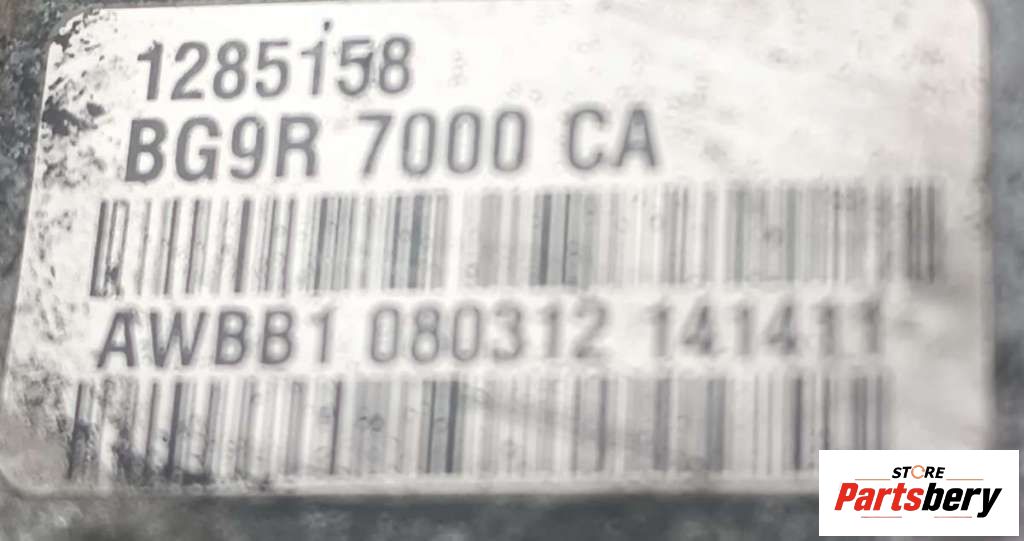 1285158
BG9R 7000 CA
AWBB1 080312 141411
STORE
Partsbery